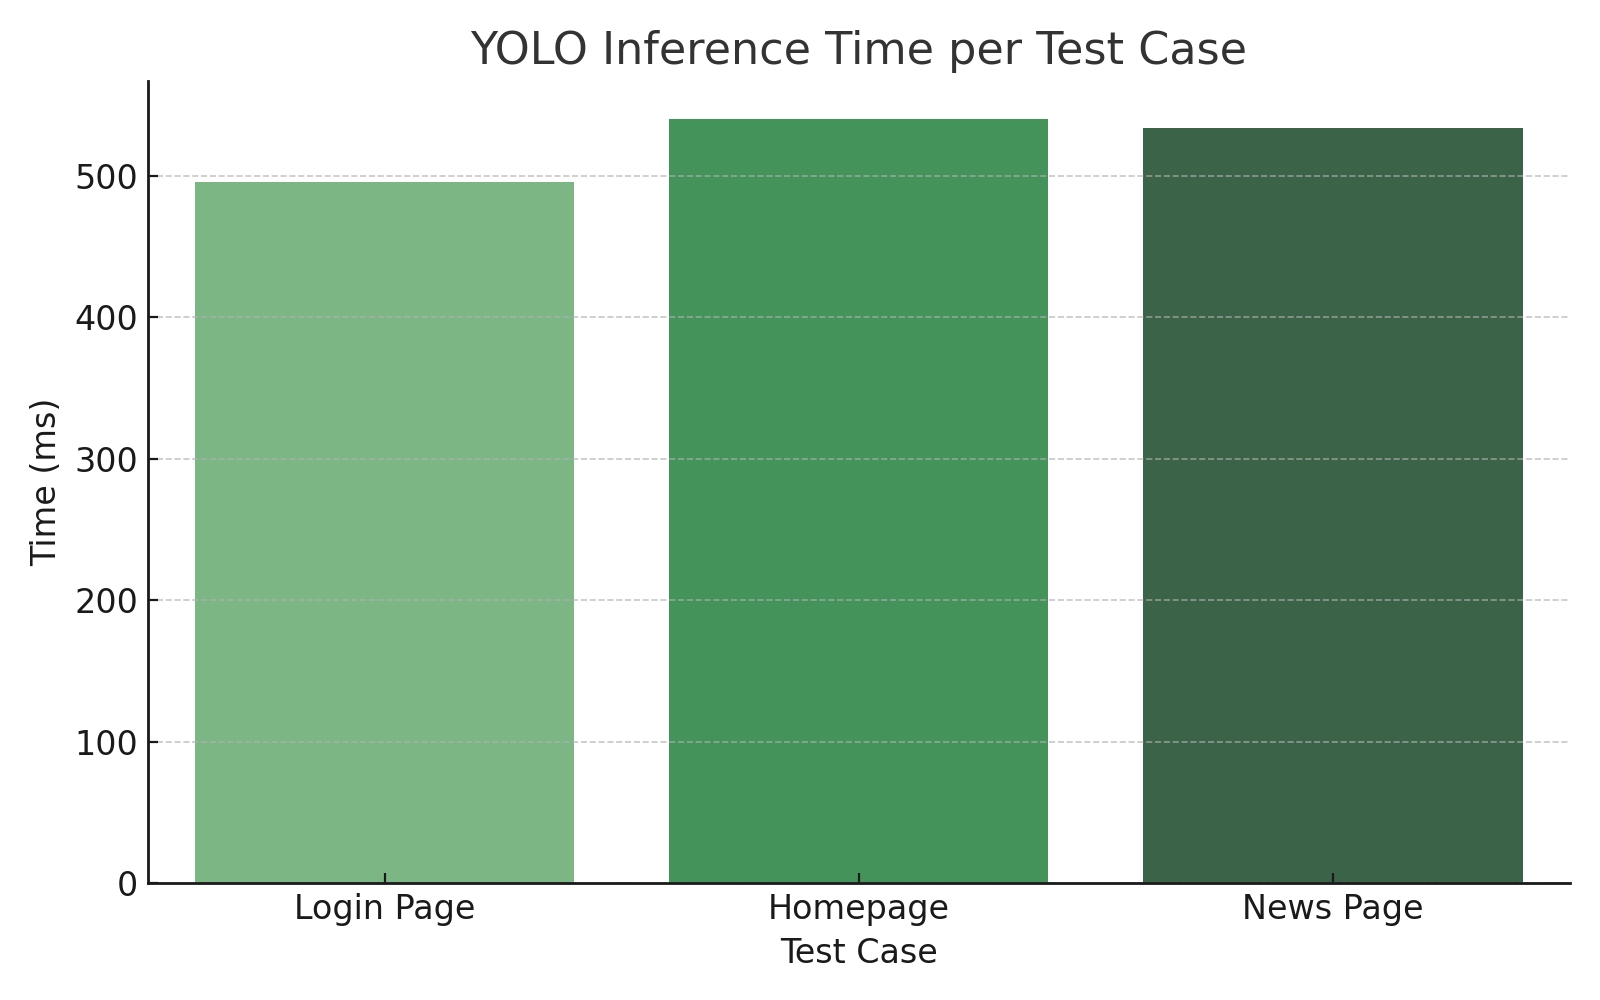 YOLO Inference Time per Test Case
Time (ms)
500
400
300
200
100
0
Login Page
Homepage
News Page
Test Case